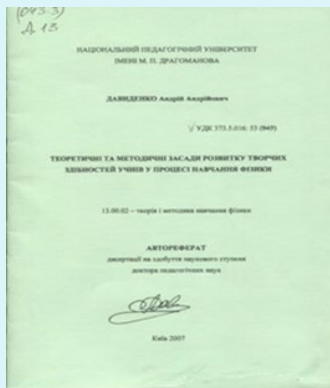 (043.3)
Д 13
НАЦІОНАЛЬНИЙ ПЕДАГОГІЧНИЙ УНІВЕРСИТЕТ
ІМЕНІ М. П. ДРАГОМАНОВА
ДАВИДЕНКО Андрій Андрійович
УДК 373.5.016: 53 (043)
ТЕОРЕТИЧНІ ТА МЕТОДИЧНІ ЗАСАДИ РОЗВИТКУ ТВОРЧИХ
ЗДІБНОСТЕЙ УЧНІВ У ПРОЦЕСІ НАВЧАННЯ ФІЗИКИ
13.00.02 – теорія і методика навчання фізики
АВТОРЕФЕРАТ
дисертації на здобуття наукового ступеня
доктора педагогічних наук
Київ 2007